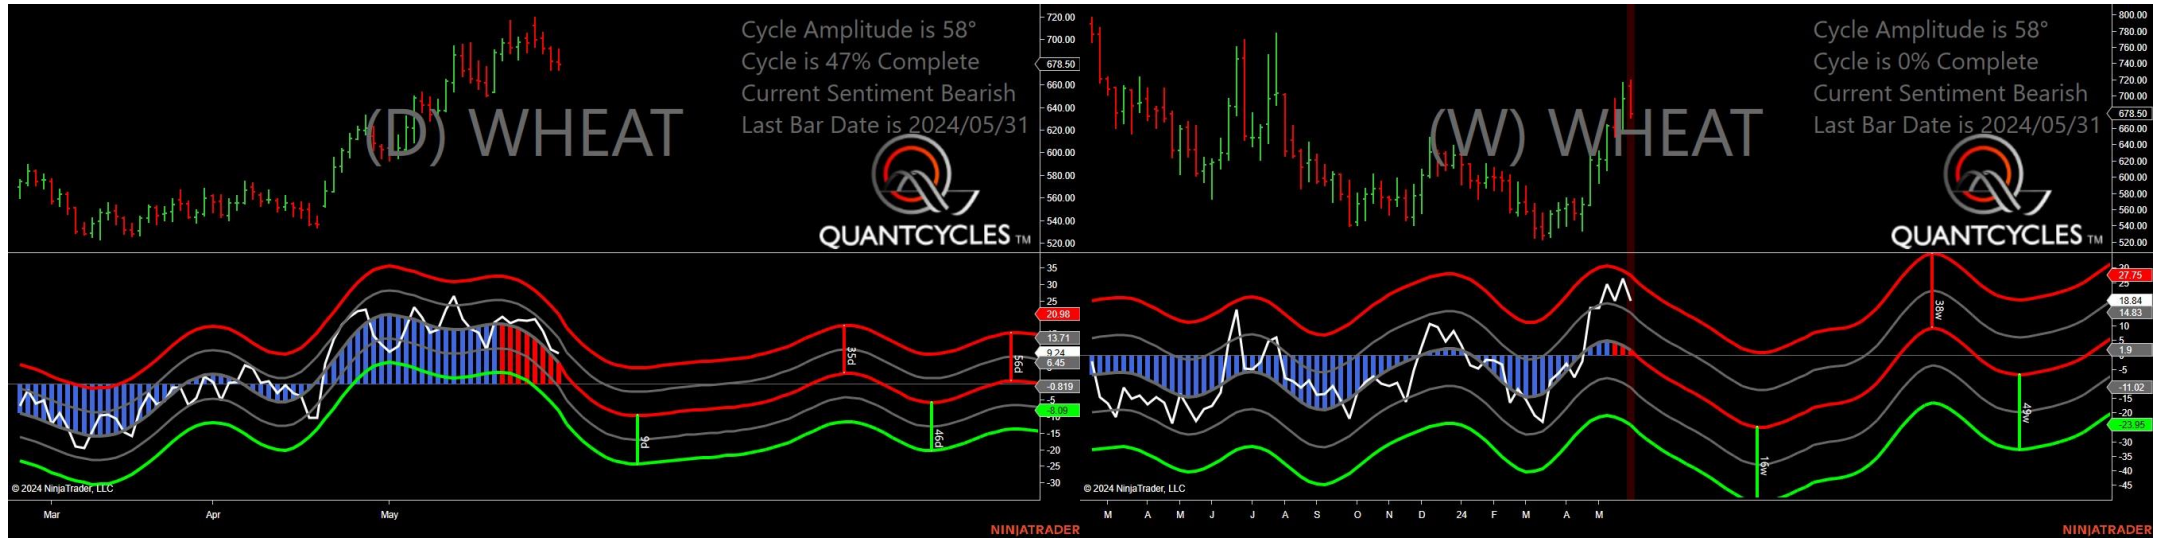 Cycle Amplitude is 58°
Cycle is 47% Complete
Current Sentiment Bearish
Last Bar Date is 2024/05/31
(D) WHEAT
QUANTCYCLES TM
720.00
700.00
678.50
660.00
640.00
620.00
600.00
580.00
560.00
540.00
520.00
35
30
25
20.98
13.71
9.24
6.45
-0.819
-5
-8.09
-15
-20
-25
-30
9d
35d
46d
56d
© 2024 NinjaTrader, LLC
Mar Apr May
NINJATRADER
Cycle Amplitude is 58°
Cycle is 0% Complete
Current Sentiment Bearish
Last Bar Date is 2024/05/31
(W) WHEAT
QUANTCYCLES TM
800.00
780.00
760.00
740.00
720.00
700.00
678.50
660.00
640.00
620.00
600.00
580.00
560.00
540.00
520.00
27.75
25
18.84
14.83
10
5
1.9
-5
-11.02
-15
-20
-23.95
-30
-35
-40
-45
16w
38w
49w
© 2024 NinjaTrader, LLC
M A M J J A S O N D 24 F M A M
NINJATRADER